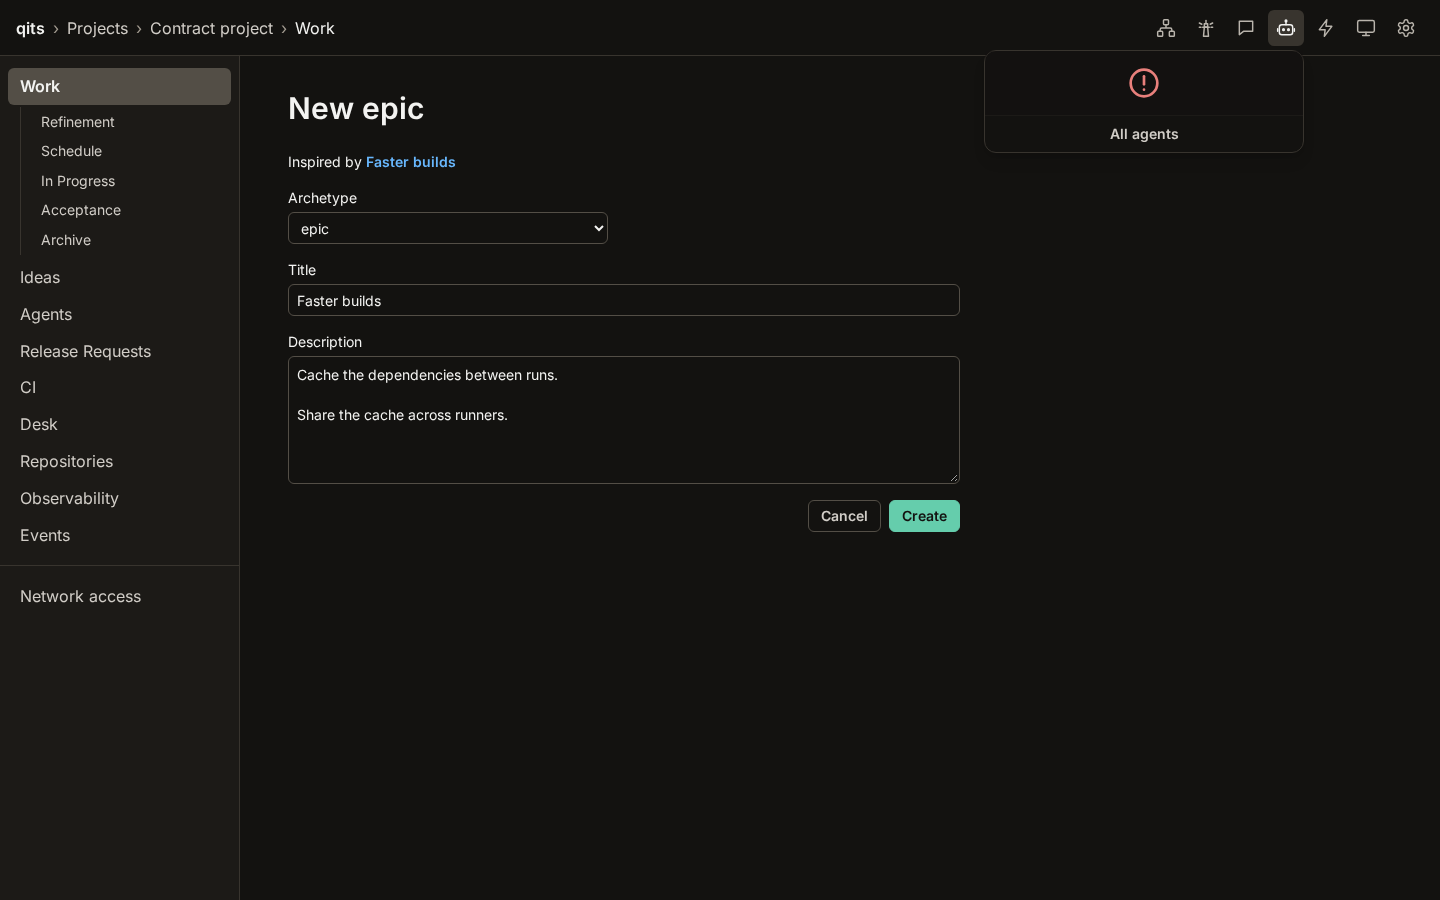 qits › Projects › Contract project › Work
All agents
Work
Refinement
Schedule
In Progress
Acceptance
Archive
Ideas
Agents
Release Requests
CI
Desk
Repositories
Observability
Events
Network access
New epic
Inspired by Faster builds
Archetype
epic
Title
Faster builds
Description
Cache the dependencies between runs.
Share the cache across runners.
Cancel
Create